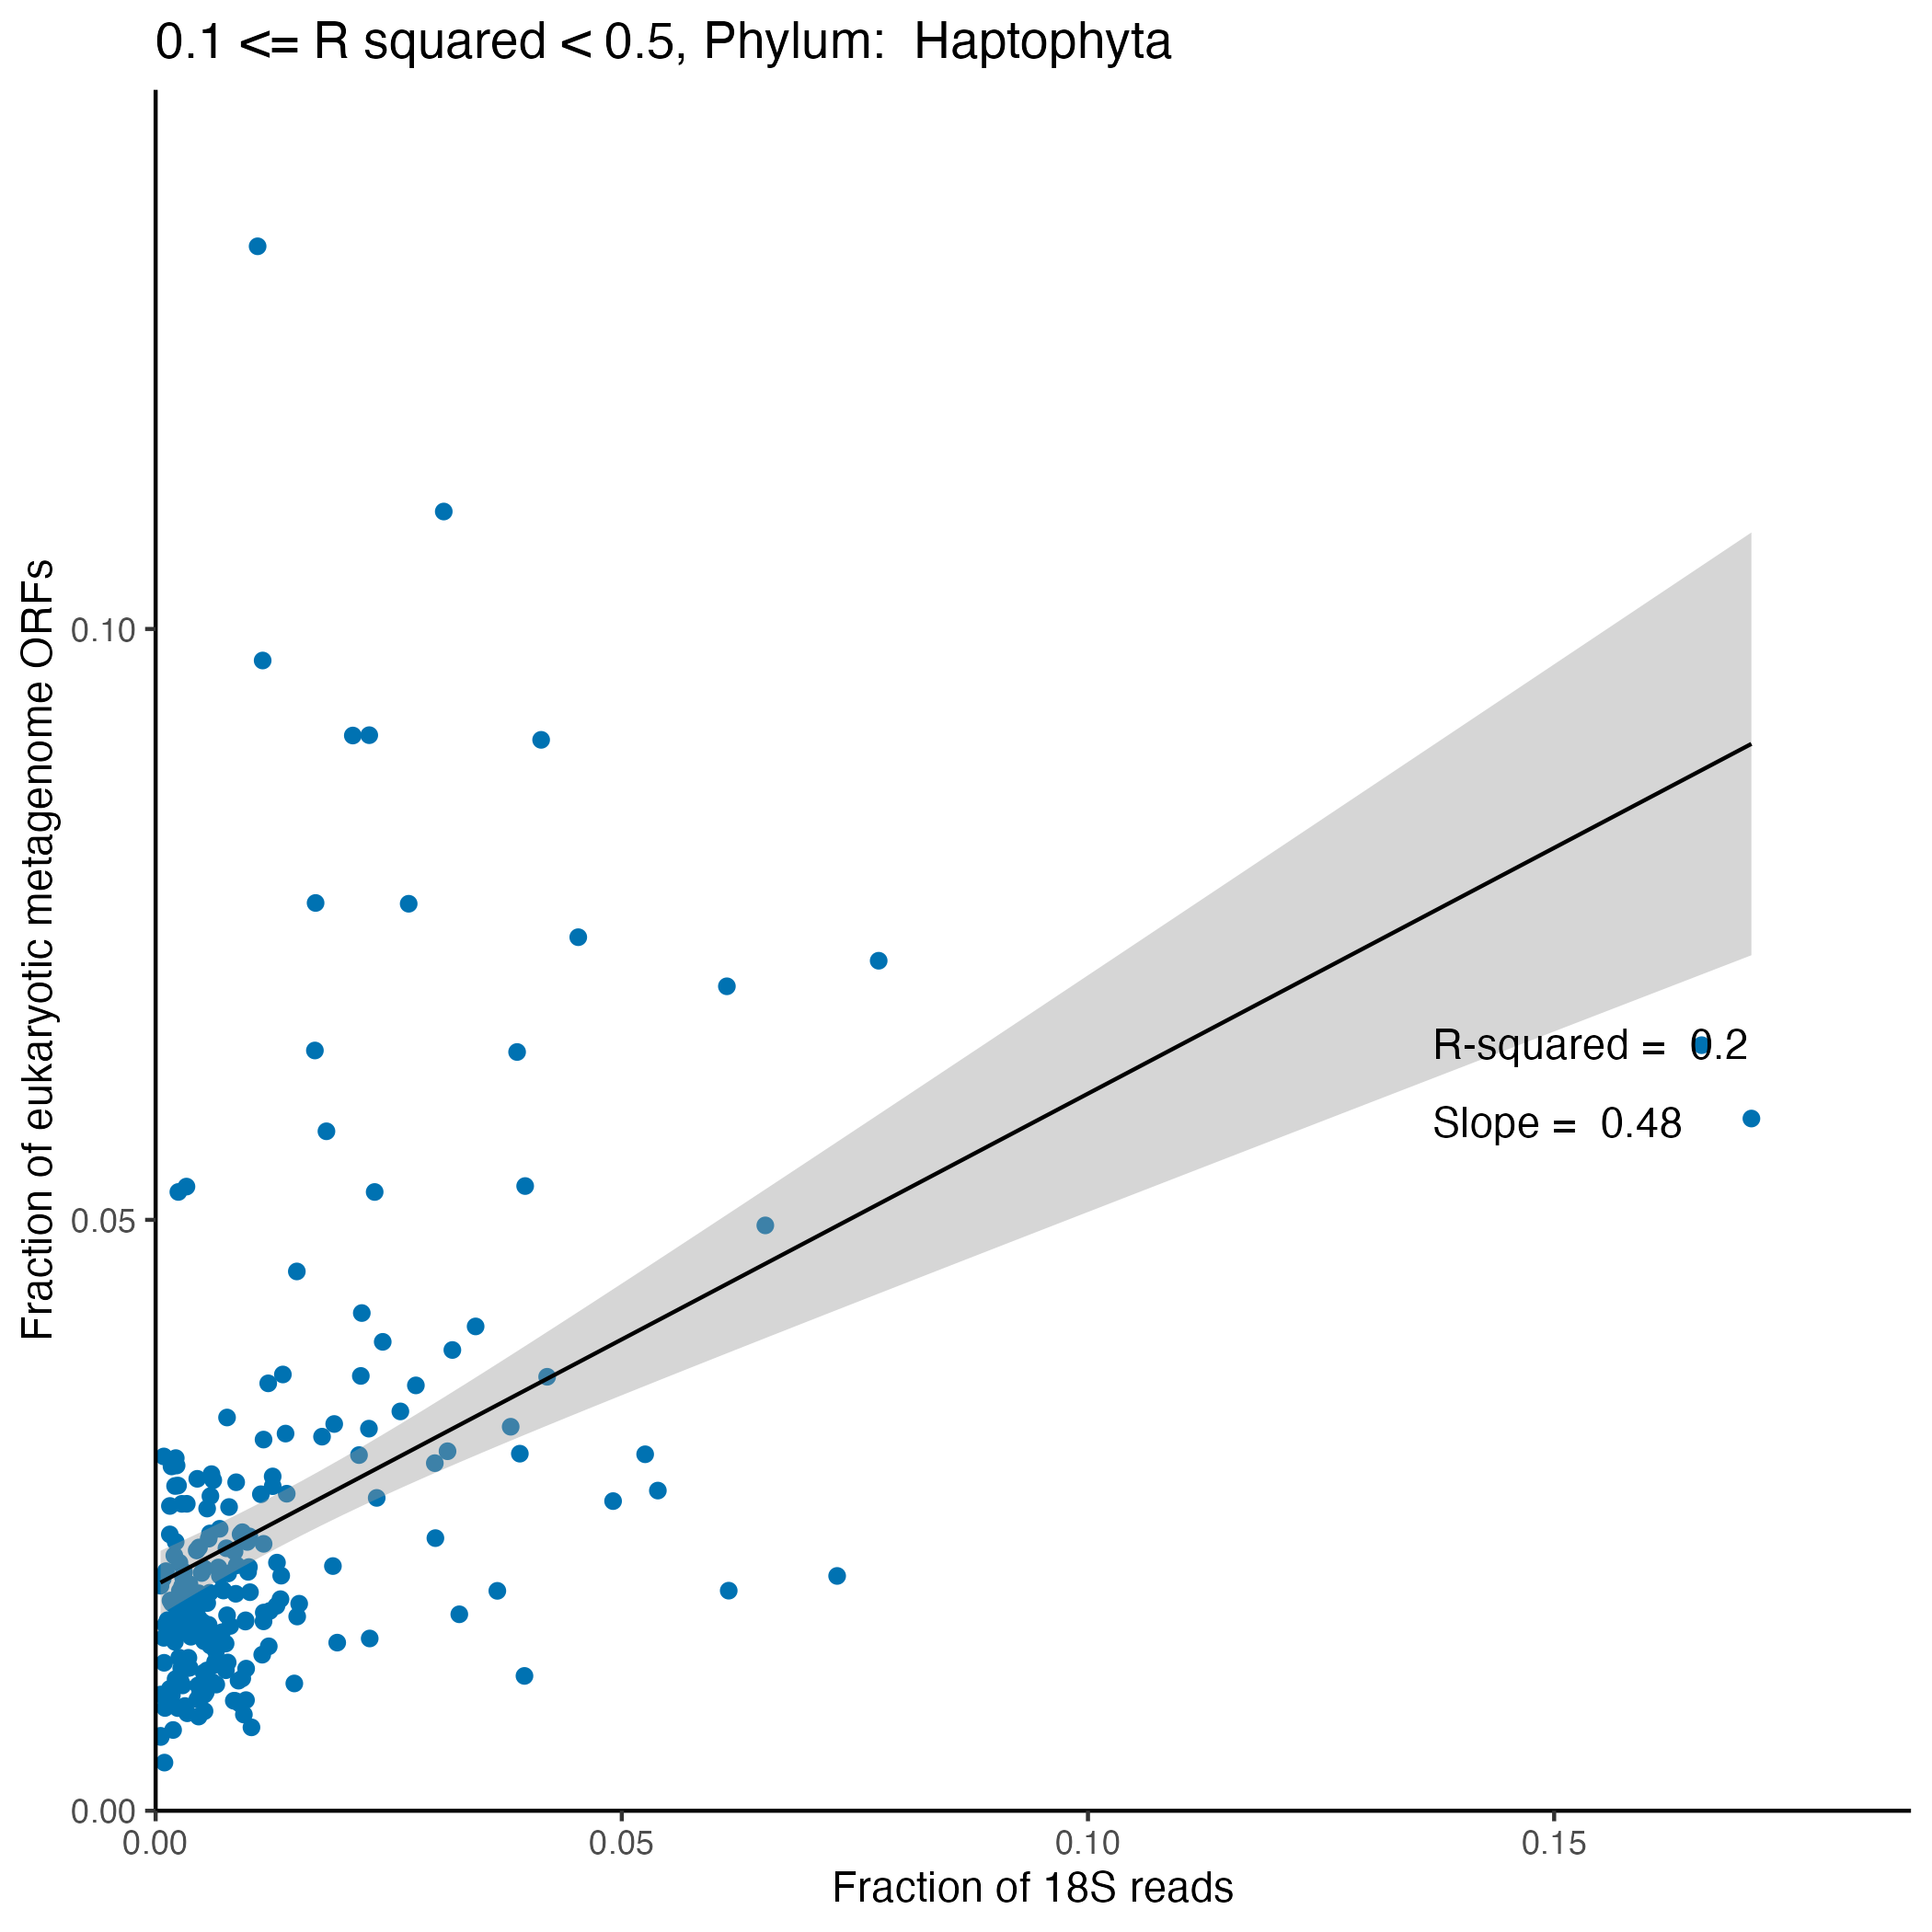 0.1 <= R squared < 0.5, Phylum:  Haptophyta
Fraction of eukaryotic metagenome ORFs
0.10
0.05
0.00
R-squared =  0.2
Slope =  0.48
0.00
0.05
0.10
0.15
Fraction of 18S reads